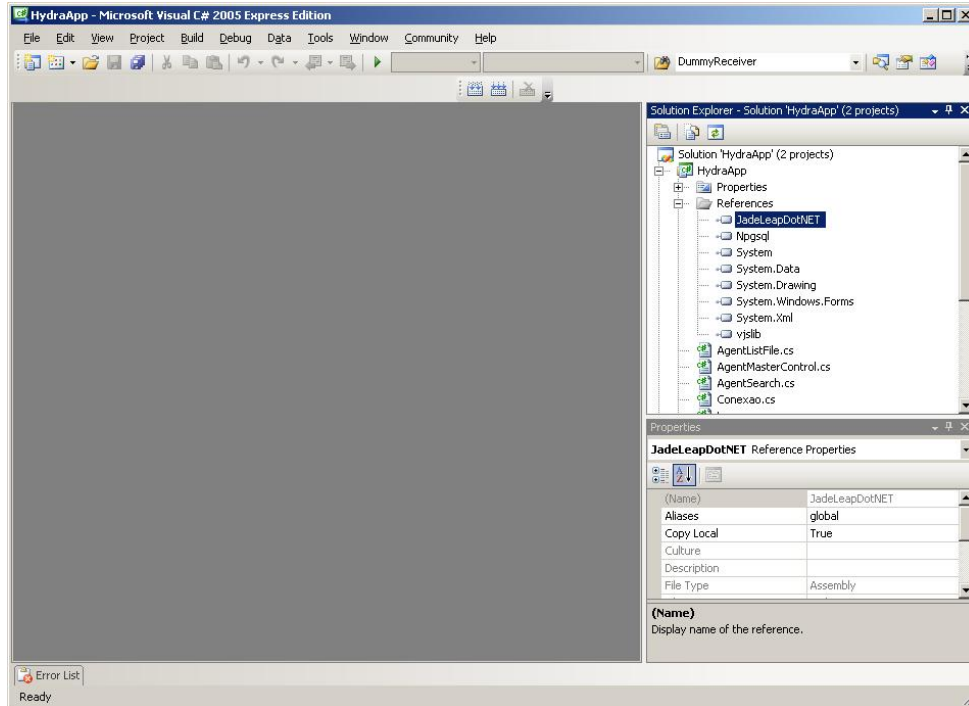 HydraApp - Microsoft Visual C# 2005 Express Edition
File Edit View Project Build Debug Data Tools Window Community Help
DummyReceiver
Solution Explorer - Solution 'HydraApp' (2 projects)
Solution 'HydraApp' (2 projects)
HydraApp
Properties
References
JadeLeapDotNET
Npgsql
System
System.Data
System.Drawing
System.Windows.Forms
System.Xml
vjslib
AgentListFile.cs
AgentMasterControl.cs
AgentSearch.cs
Conexao.cs
Properties
JadeLeapDotNET Reference Properties
(Name) JadeLeapDotNET
Aliases global
Copy Local True
Culture
Description
File Type Assembly
(Name)
Display name of the reference.
Error List
Ready